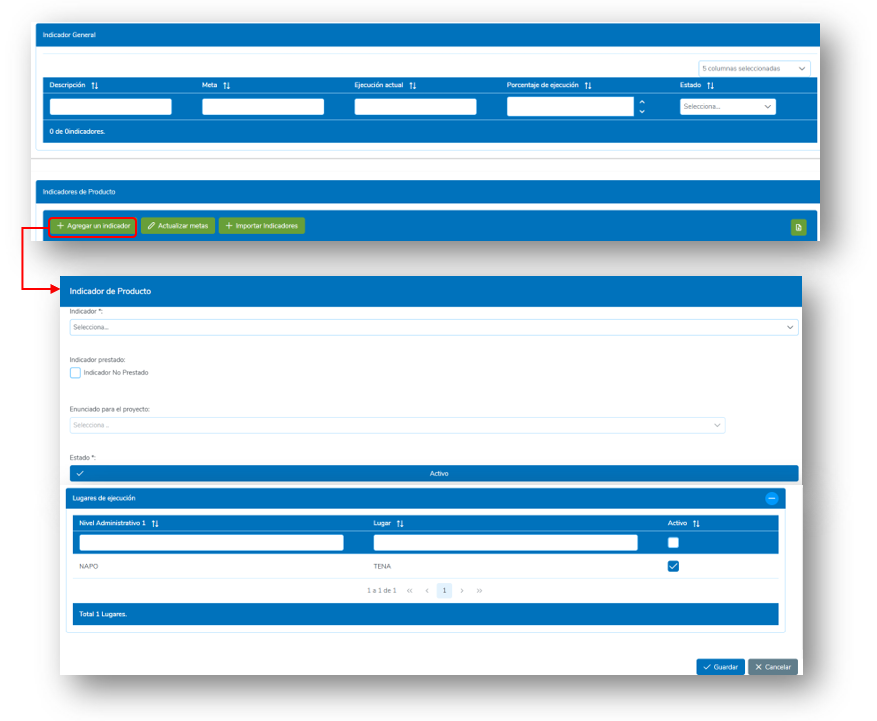 Indicador General
5 columnas seleccionadas
Descripción Meta Ejecución actual Porcentaje de ejecución Estado
Selecciona...
0 de 0indicadores.
Indicadores de Producto
+ Agregar un indicador Actualizar metas + Importar Indicadores
Indicador de Producto
Indicador *:
Selecciona...
Indicador prestado:
Indicador No Prestado
Enunciado para el proyecto:
Selecciona...
Estado *:
Activo
Lugares de ejecución
Nivel Administrativo 1 Lugar Activo
NAPO TENA
1 a 1 de 1 « ‹ 1 › »
Total 1 Lugares.
Guardar Cancelar